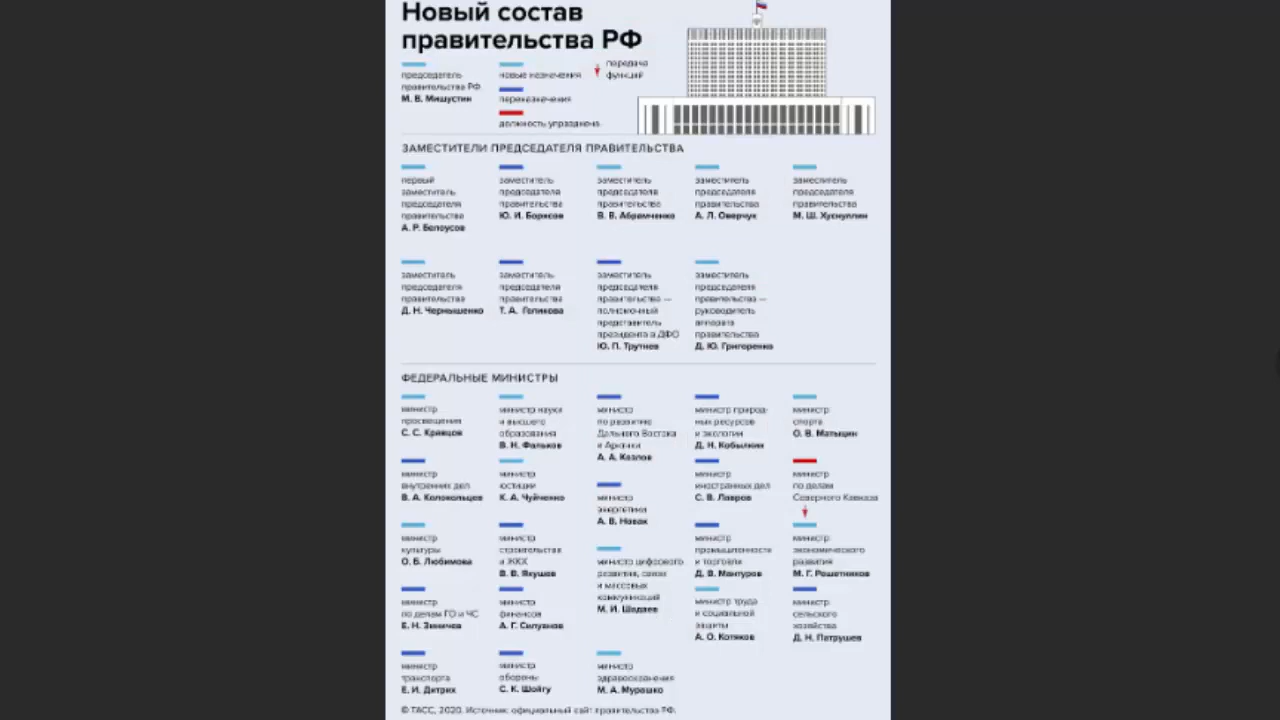 Новый состав
правительства РФ
председатель
правительства РФ
М. В. Мишустин
новые назначения
переназначения
должность упразднена
передача
функций
ЗАМЕСТИТЕЛИ ПРЕДСЕДАТЕЛЯ ПРАВИТЕЛЬСТВА
первый
заместитель
председателя
правительства
А. Р. Белоусов
заместитель
председателя
правительства
Ю. И. Борисов
заместитель
председателя
правительства
В. В. Абрамченко
заместитель
председателя
правительства
А. Л. Оверчук
заместитель
председателя
правительства
М. Ш. Хуснуллин
заместитель
председателя
правительства
Д. Н. Чернышенко
заместитель
председателя
правительства
Т. А. Голикова
заместитель
председателя
правительства —
полномочный
представитель
президента в ДФО
Ю. П. Трутнев
заместитель
председателя
правительства —
руководитель
аппарата
правительства
Д. Ю. Григоренко
ФЕДЕРАЛЬНЫЕ МИНИСТРЫ
министр
просвещения
С. С. Кравцов
министр науки
и высшего
образования
В. Н. Фальков
министр
по развитию
Дальнего Востока
и Арктики
А. А. Козлов
министр природ-
ных ресурсов
и экологии
Д. Н. Кобылкин
министр
спорта
О. В. Матыцин
министр
внутренних дел
В. А. Колокольцев
министр
юстиции
К. А. Чуйченко
министр
энергетики
А. В. Новак
министр
иностранных дел
С. В. Лавров
министр
по делам
Северного Кавказа
министр
культуры
О. Б. Любимова
министр
строительства
и ЖКХ
В. В. Якушев
министр цифрового
развития, связи
и массовых
коммуникаций
М. И. Шадаев
министр
промышленности
и торговли
Д. В. Мантуров
министр
экономического
развития
М. Г. Решетников
министр
по делам ГО и ЧС
Е. Н. Зиничев
министр
финансов
А. Г. Силуанов
министр труда
и социальной
защиты
А. О. Котяков
министр
сельского
хозяйства
Д. Н. Патрушев
министр
транспорта
Е. И. Дитрих
министр
обороны
С. К. Шойгу
министр
здравоохранения
М. А. Мурашко
© ТАСС, 2020. Источник: официальный сайт правительства РФ.